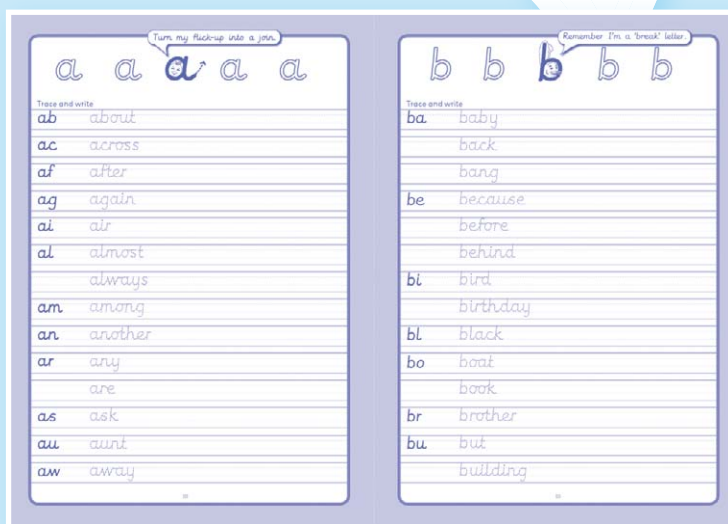 Turn my flick-up into a join.
a a a a a
Trace and write
ab about
ac across
af after
ag again
ai air
al almost
always
am among
an another
ar any
are
as ask
au aunt
aw away
Remember I'm a 'break' letter.
b b b b b
Trace and write
ba baby
back
bang
be because
before
behind
bi bird
birthday
bl black
bo boat
book
br brother
bu but
building